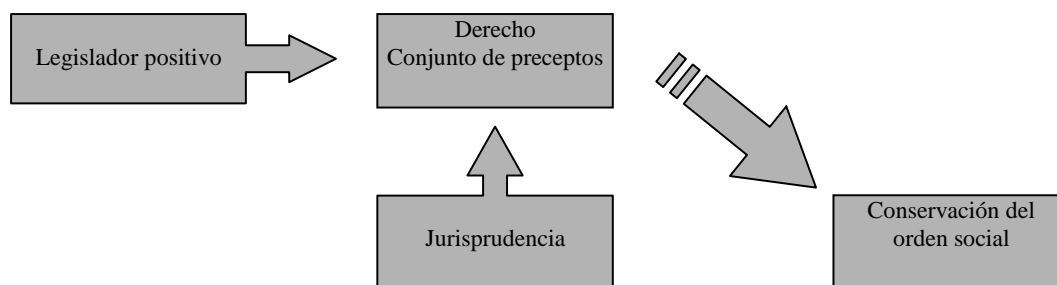 Legislador positivo
Derecho
Conjunto de preceptos
Jurisprudencia
Conservación del
orden social